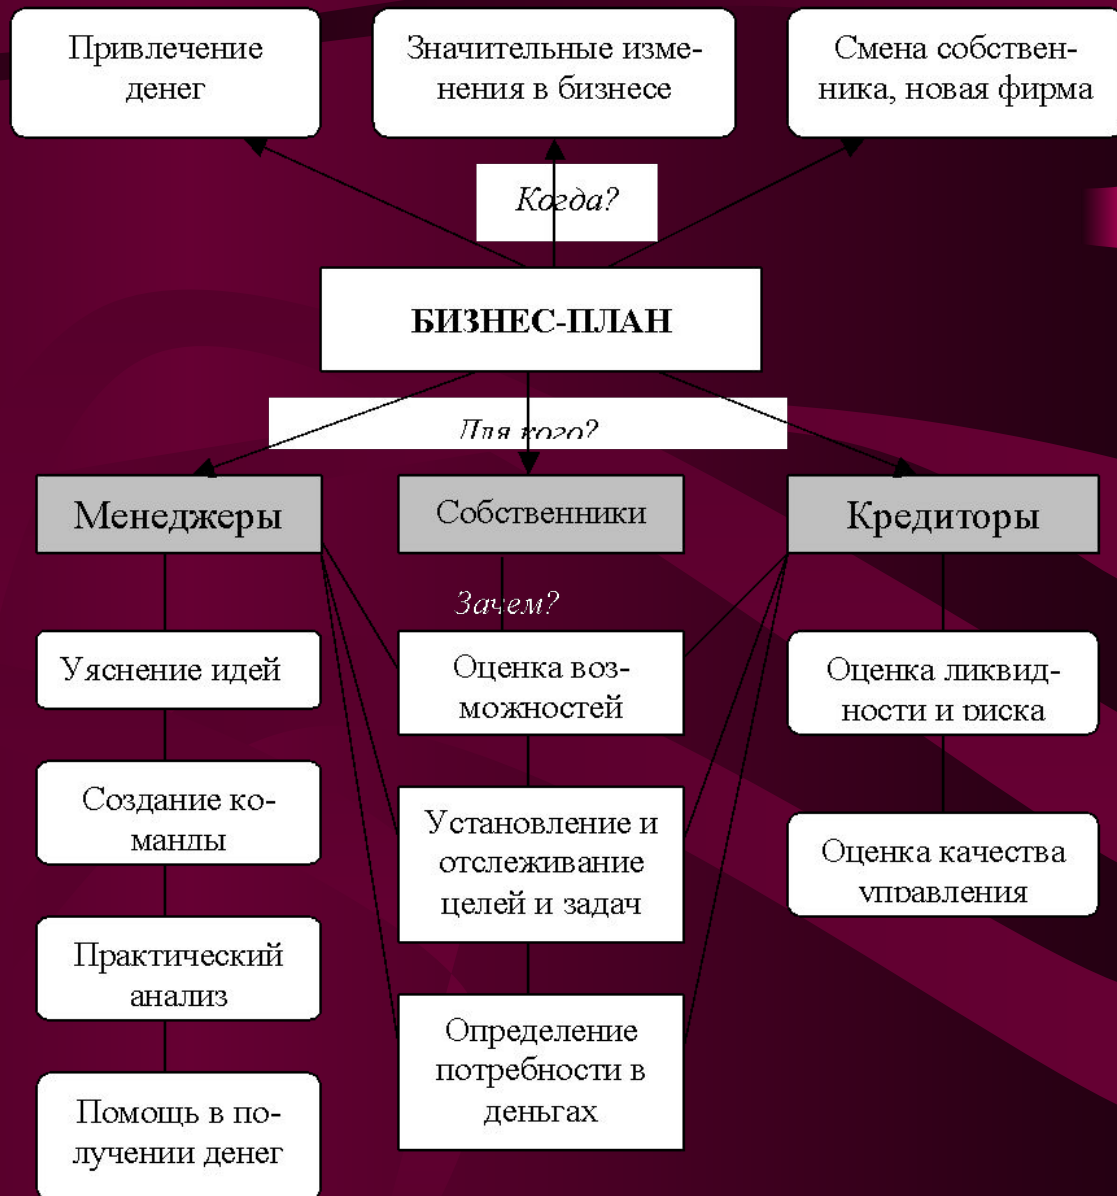 Привлечение
денег
Значительные изме-
нения в бизнесе
Смена собствен-
ника, новая фирма
Когда?
БИЗНЕС-ПЛАН
Для кого?
Менеджеры
Собственники
Кредиторы
Зачем?
Уяснение идей
Создание ко-
манды
Практический
анализ
Помощь в по-
лучении денег
Оценка воз-
можностей
Установление и
отслеживание
целей и задач
Определение
потребности в
деньгах
Оценка ликвид-
ности и риска
Оценка качества
управления